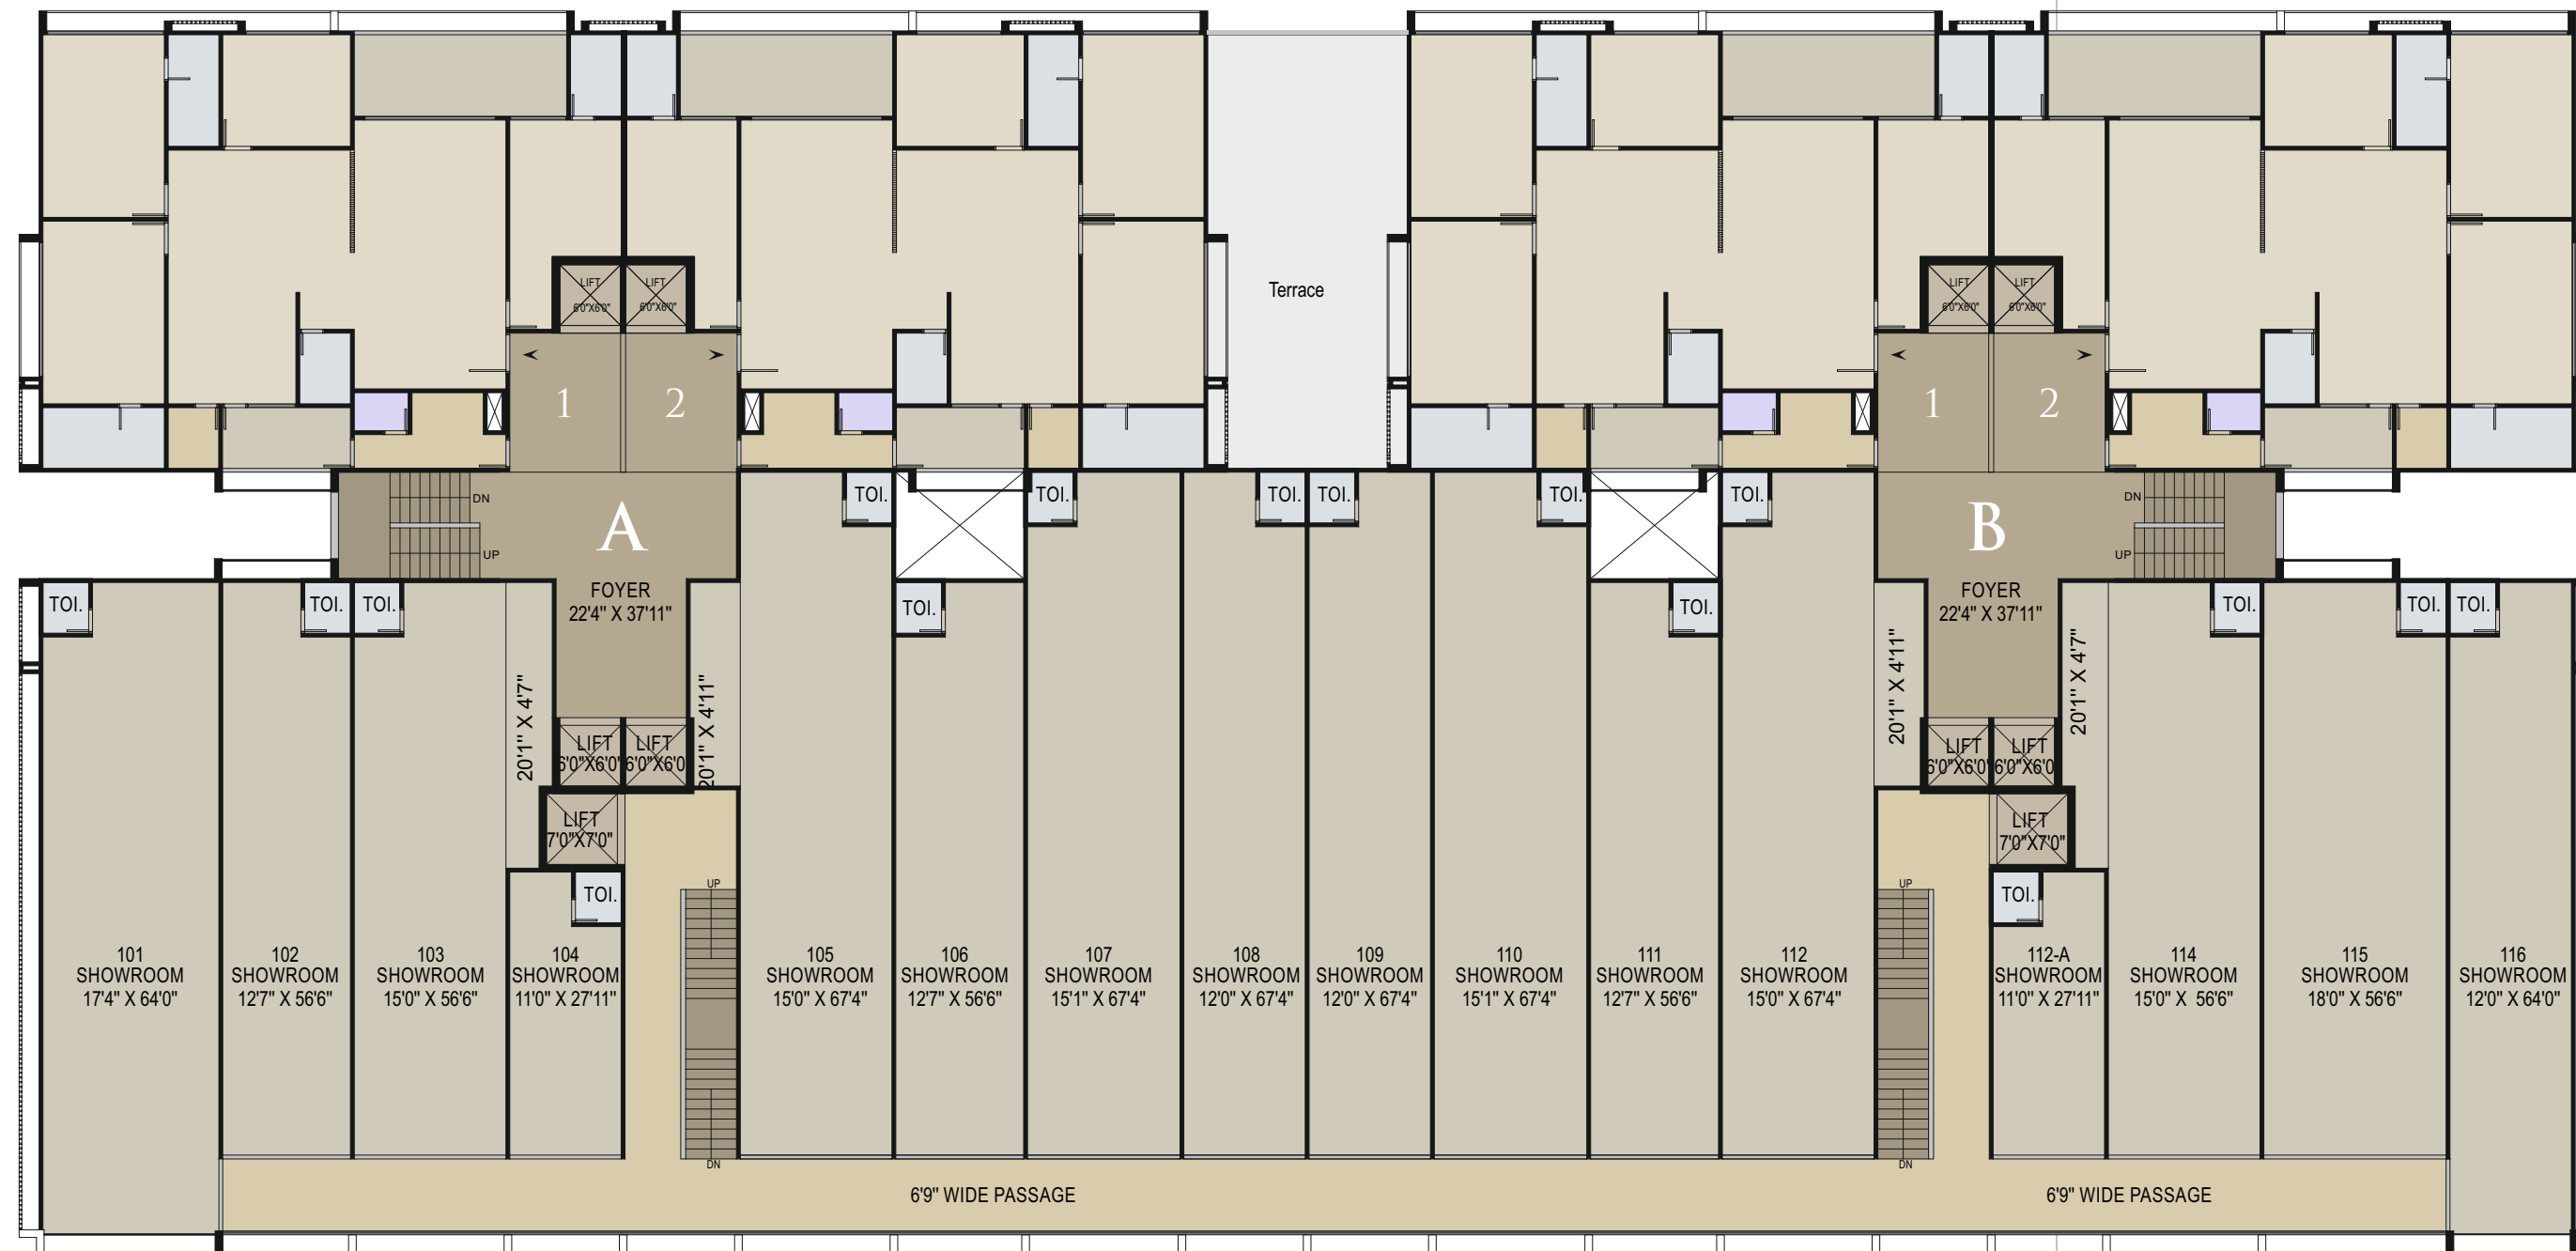 LIFT
6'0"X6'0"
LIFT
6'0"X6'0"
Terrace
LIFT
6'0"X6'0"
LIFT
6'0"X6'0"
1
2
1
2
DN
UP
A
FOYER
22'4" X 37'11"
TOI.
TOI.
TOI.
TOI.
TOI.
TOI.
B
FOYER
22'4" X 37'11"
DN
UP
TOI.
TOI.
TOI.
TOI.
TOI.
TOI.
TOI.
TOI.
20'1" X 4'7"
20'1" X 4'11"
20'1" X 4'11"
20'1" X 4'7"
LIFT
6'0"X6'0"
LIFT
6'0"X6'0
LIFT
6'0"X6'0
LIFT
6'0"X6'0
LIFT
7'0"X7'0"
LIFT
7'0"X7'0"
TOI.
UP
UP
TOI.
101
SHOWROOM
17'4" X 64'0"
102
SHOWROOM
12'7" X 56'6"
103
SHOWROOM
15'0" X 56'6"
104
SHOWROOM
11'0" X 27'11"
105
SHOWROOM
15'0" X 67'4"
106
SHOWROOM
12'7" X 56'6"
107
SHOWROOM
15'1" X 67'4"
108
SHOWROOM
12'0" X 67'4"
109
SHOWROOM
12'0" X 67'4"
110
SHOWROOM
15'1" X 67'4"
111
SHOWROOM
12'7" X 56'6"
112
SHOWROOM
15'0" X 67'4"
112-A
SHOWROOM
11'0" X 27'11"
114
SHOWROOM
15'0" X 56'6"
115
SHOWROOM
18'0" X 56'6"
116
SHOWROOM
12'0" X 64'0"
DN
DN
6'9" WIDE PASSAGE
6'9" WIDE PASSAGE